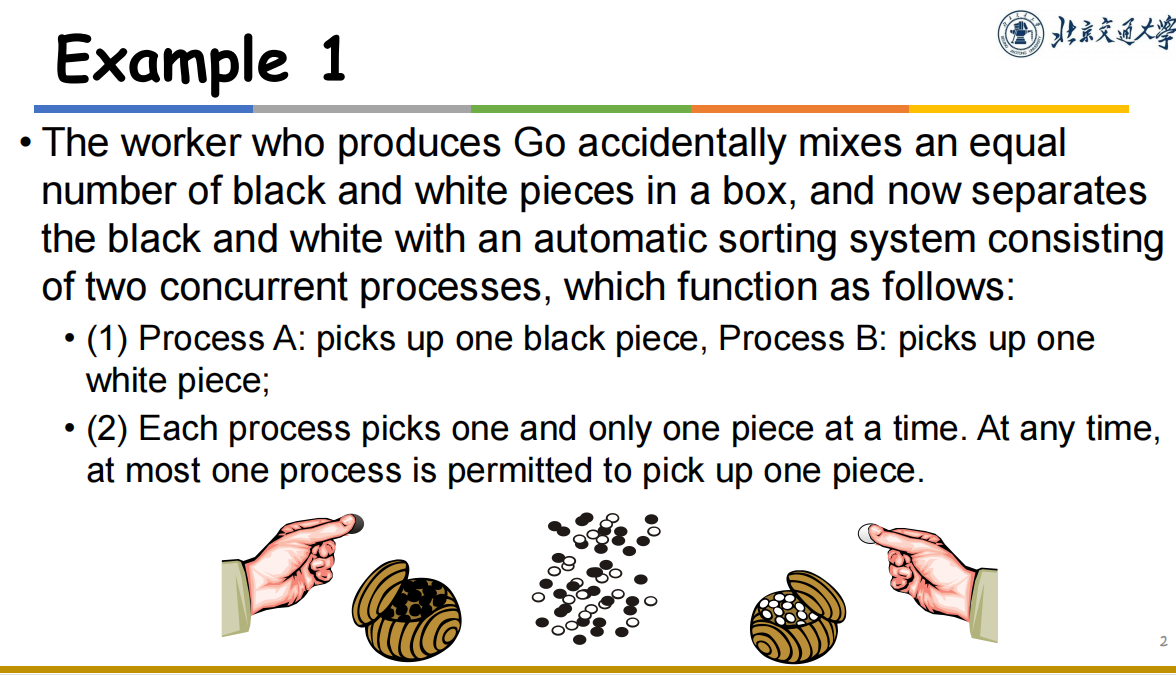 Example 1
北京交通大学
• The worker who produces Go accidentally mixes an equal
number of black and white pieces in a box, and now separates
the black and white with an automatic sorting system consisting
of two concurrent processes, which function as follows:
• (1) Process A: picks up one black piece, Process B: picks up one
white piece;
• (2) Each process picks one and only one piece at a time. At any time,
at most one process is permitted to pick up one piece.
2